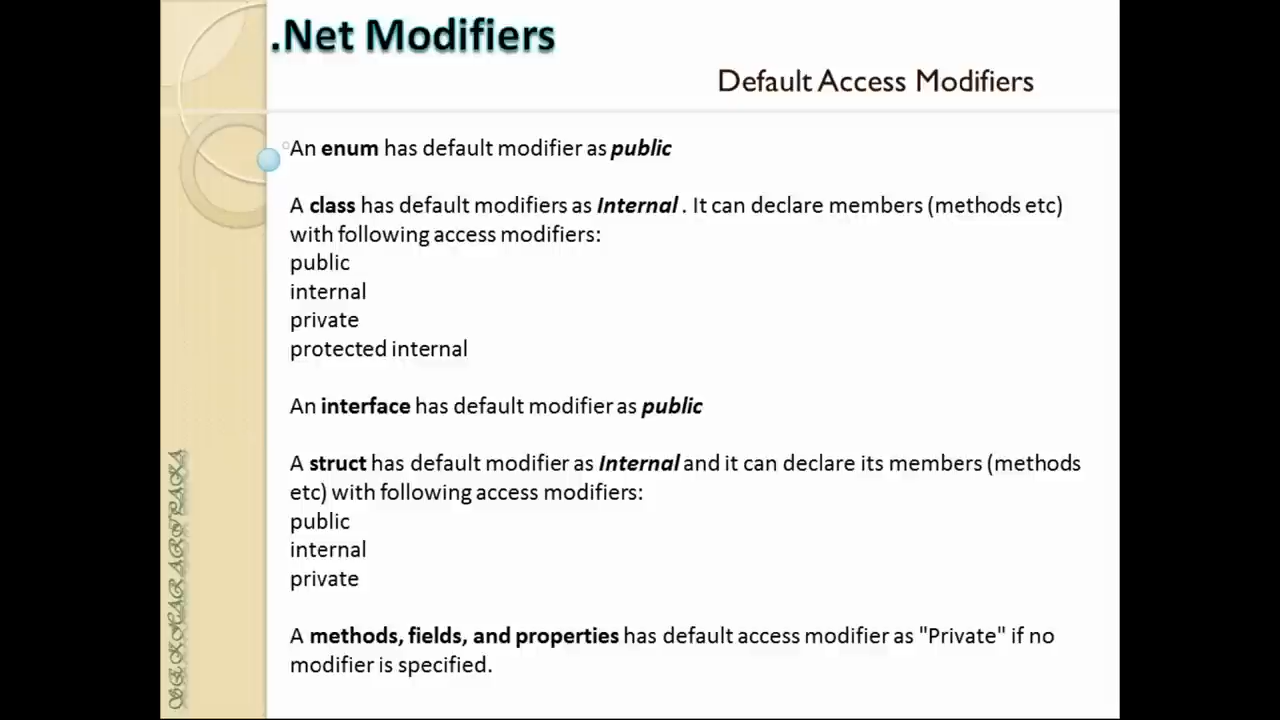 .Net Modifiers
Default Access Modifiers
An enum has default modifier as public
A class has default modifiers as Internal . It can declare members (methods etc)
with following access modifiers:
public
internal
private
protected internal
An interface has default modifier as public
A struct has default modifier as Internal and it can declare its members (methods
etc) with following access modifiers:
public
internal
private
A methods, fields, and properties has default access modifier as "Private" if no
modifier is specified.